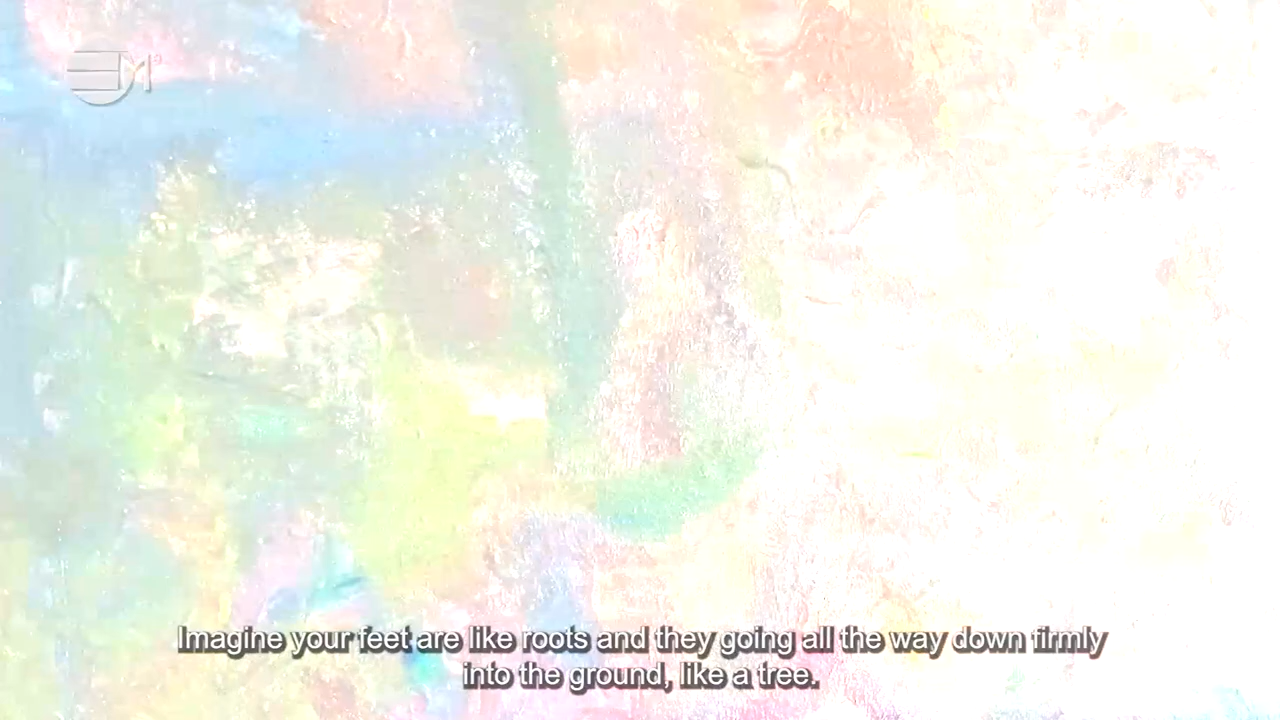 Imagine your feet are like roots and they going all the way down firmly
into the ground, like a tree.